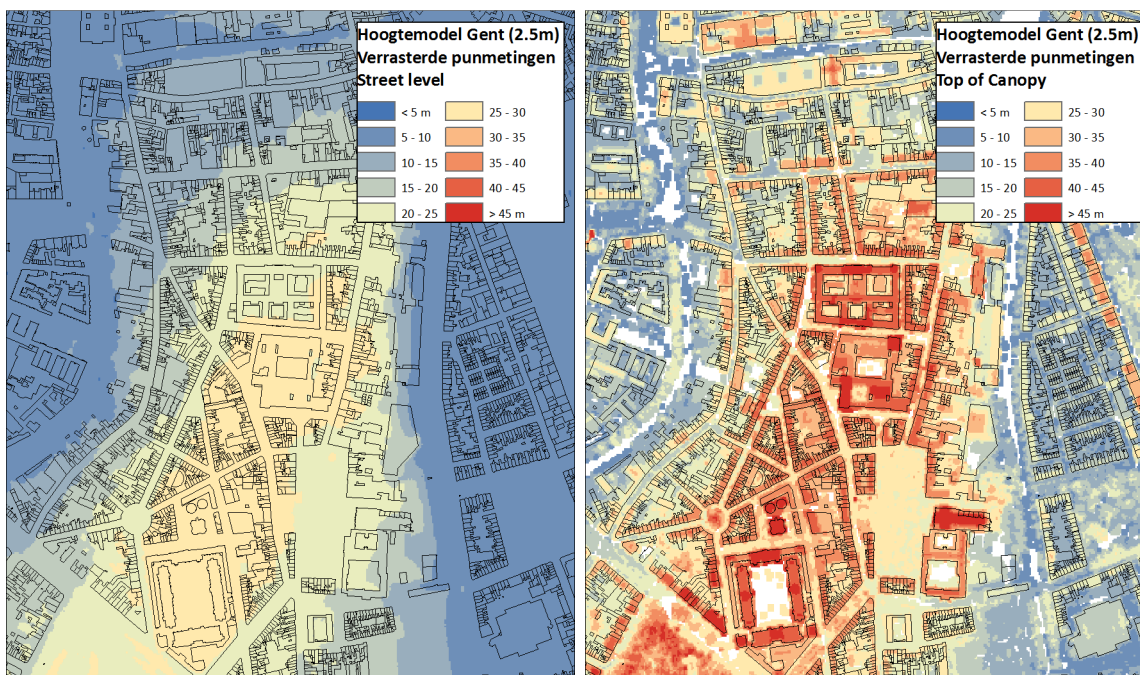 Hoogtemodel Gent (2.5m)
Verrasterde punmetingen
Street level
< 5 m
25 - 30
5 - 10
30 - 35
10 - 15
35 - 40
15 - 20
40 - 45
20 - 25
> 45 m
Hoogtemodel Gent (2.5m)
Verrasterde punmetingen
Top of Canopy
< 5 m
25 - 30
5 - 10
30 - 35
10 - 15
35 - 40
15 - 20
40 - 45
20 - 25
> 45 m